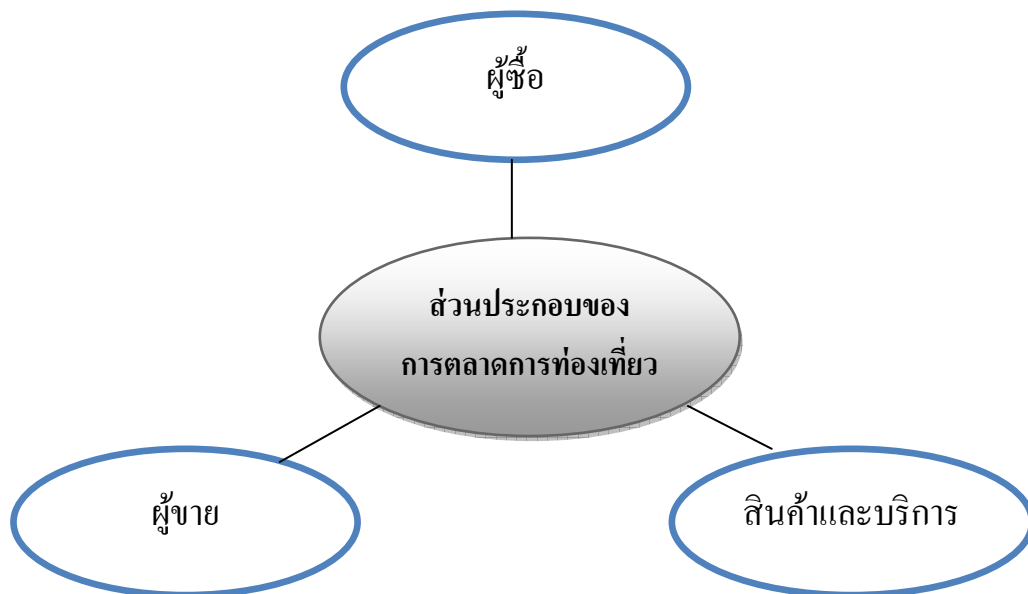 ผู้ซื้อ
ส่วนประกอบของ
การตลาดการท่องเที่ยว
ผู้ขาย
สินค้าและบริการ